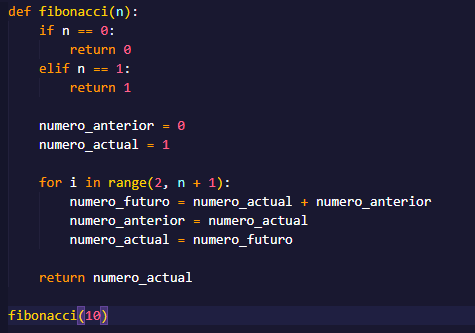 def fibonacci(n):
    if n == 0:
        return 0
    elif n == 1:
        return 1

    numero_anterior = 0
    numero_actual = 1

    for i in range(2, n + 1):
        numero_futuro = numero_actual + numero_anterior
        numero_anterior = numero_actual
        numero_actual = numero_futuro

    return numero_actual

fibonacci(10)